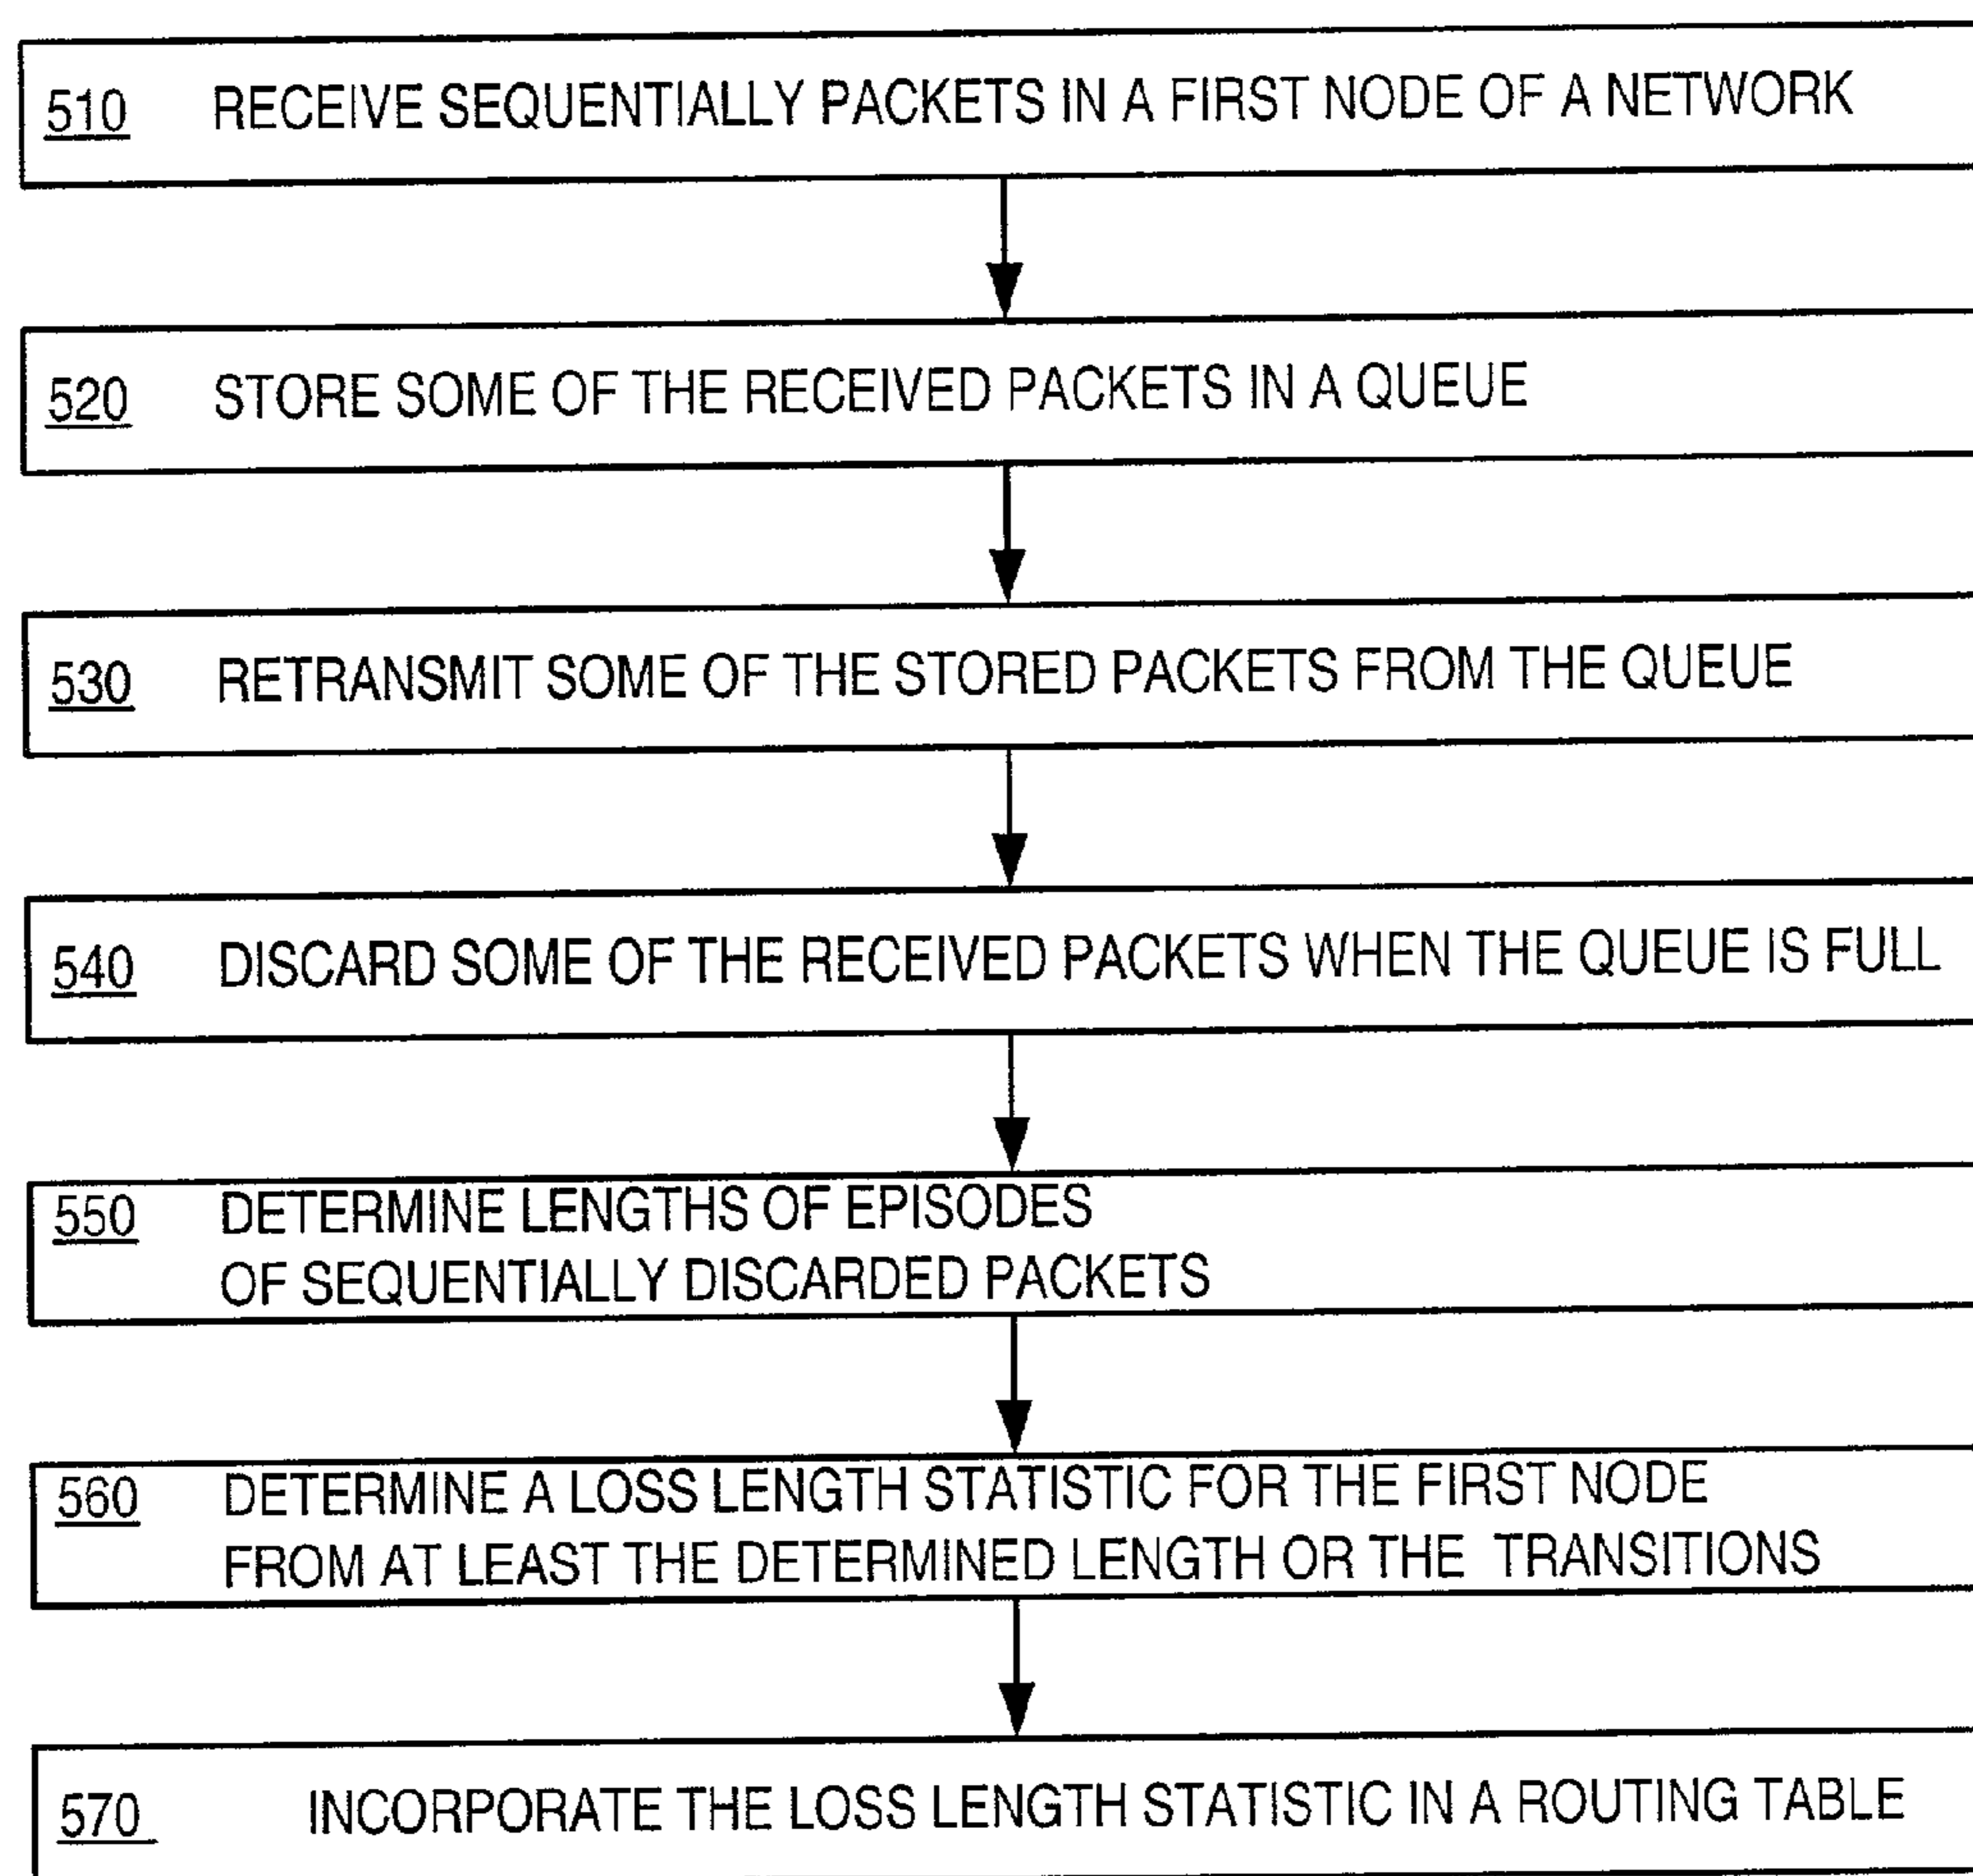 510 RECEIVE SEQUENTIALLY PACKETS IN A FIRST NODE OF A NETWORK
520 STORE SOME OF THE RECEIVED PACKETS IN A QUEUE
530 RETRANSMIT SOME OF THE STORED PACKETS FROM THE QUEUE
540 DISCARD SOME OF THE RECEIVED PACKETS WHEN THE QUEUE IS FULL
550 DETERMINE LENGTHS OF EPISODES
OF SEQUENTIALLY DISCARDED PACKETS
560 DETERMINE A LOSS LENGTH STATISTIC FOR THE FIRST NODE
FROM AT LEAST THE DETERMINED LENGTH OR THE TRANSITIONS
570 INCORPORATE THE LOSS LENGTH STATISTIC IN A ROUTING TABLE